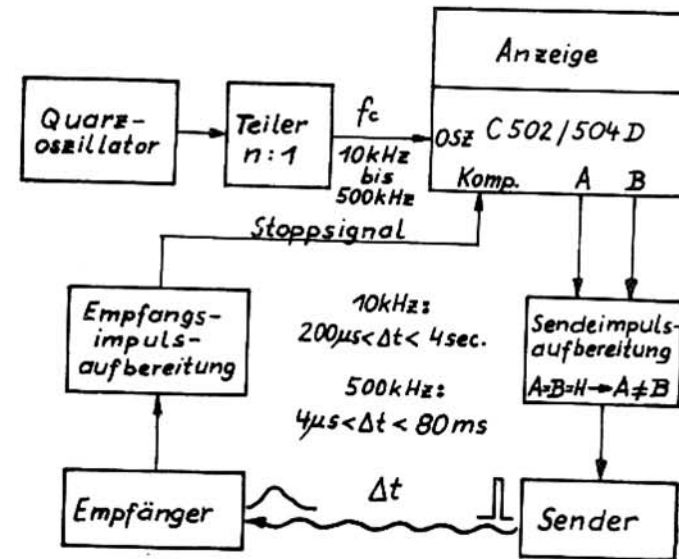 Anzeige
Quarz-
oszillator
Teiler
n:1
fc
10kHz
bis
500kHz
OSZ C 502/504 D
Komp. A B
Stoppsignal
Empfangs-
impuls-
aufbereitung
10kHz:
200µs<Δt<4sec.
500kHz:
4µs<Δt<80ms
Sendeimpuls-
aufbereitung
A=B=H→A≠B
Empfänger
Δt
Sender